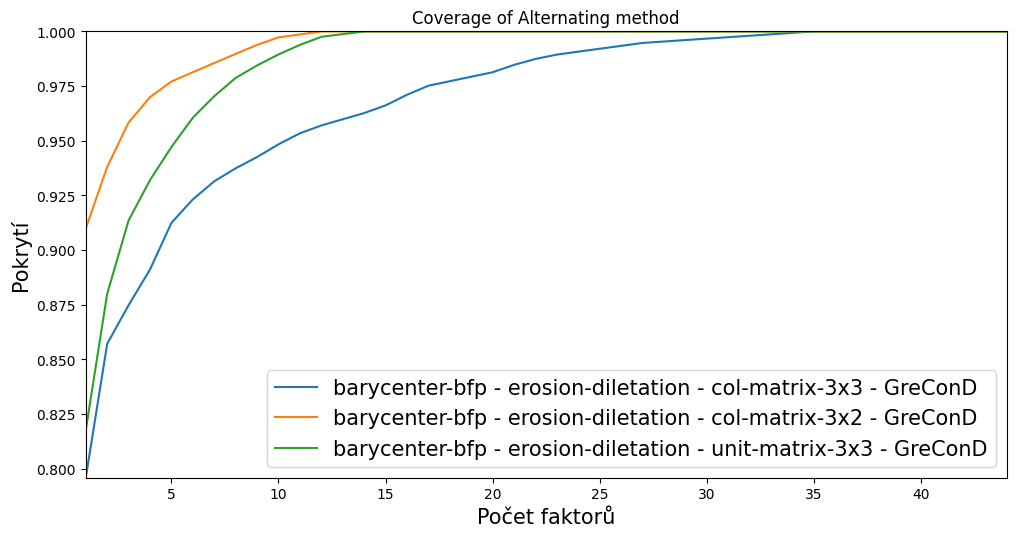 Coverage of Alternating method
1.000
0.975
0.950
0.925
0.900
0.875
0.850
0.825
0.800
Pokrytí
barycenter-bfp - erosion-diletation - col-matrix-3x3 - GreConD
barycenter-bfp - erosion-diletation - col-matrix-3x2 - GreConD
barycenter-bfp - erosion-diletation - unit-matrix-3x3 - GreConD
5 10 15 20 25 30 35 40
Počet faktorů